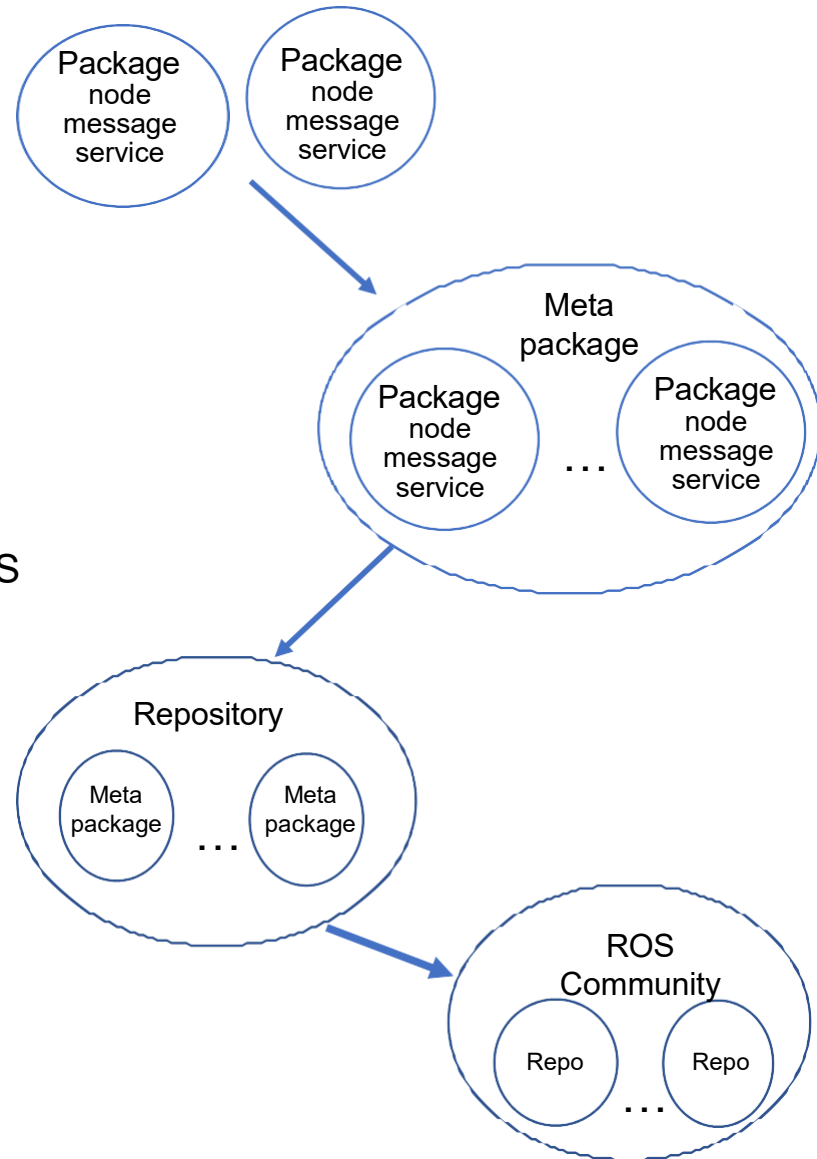 Package
node
message
service
Package
node
message
service
Meta
package
Package
node
message
service
...
Package
node
message
service
S
Repository
Meta
package
...
Meta
package
ROS
Community
Repo
...
Repo